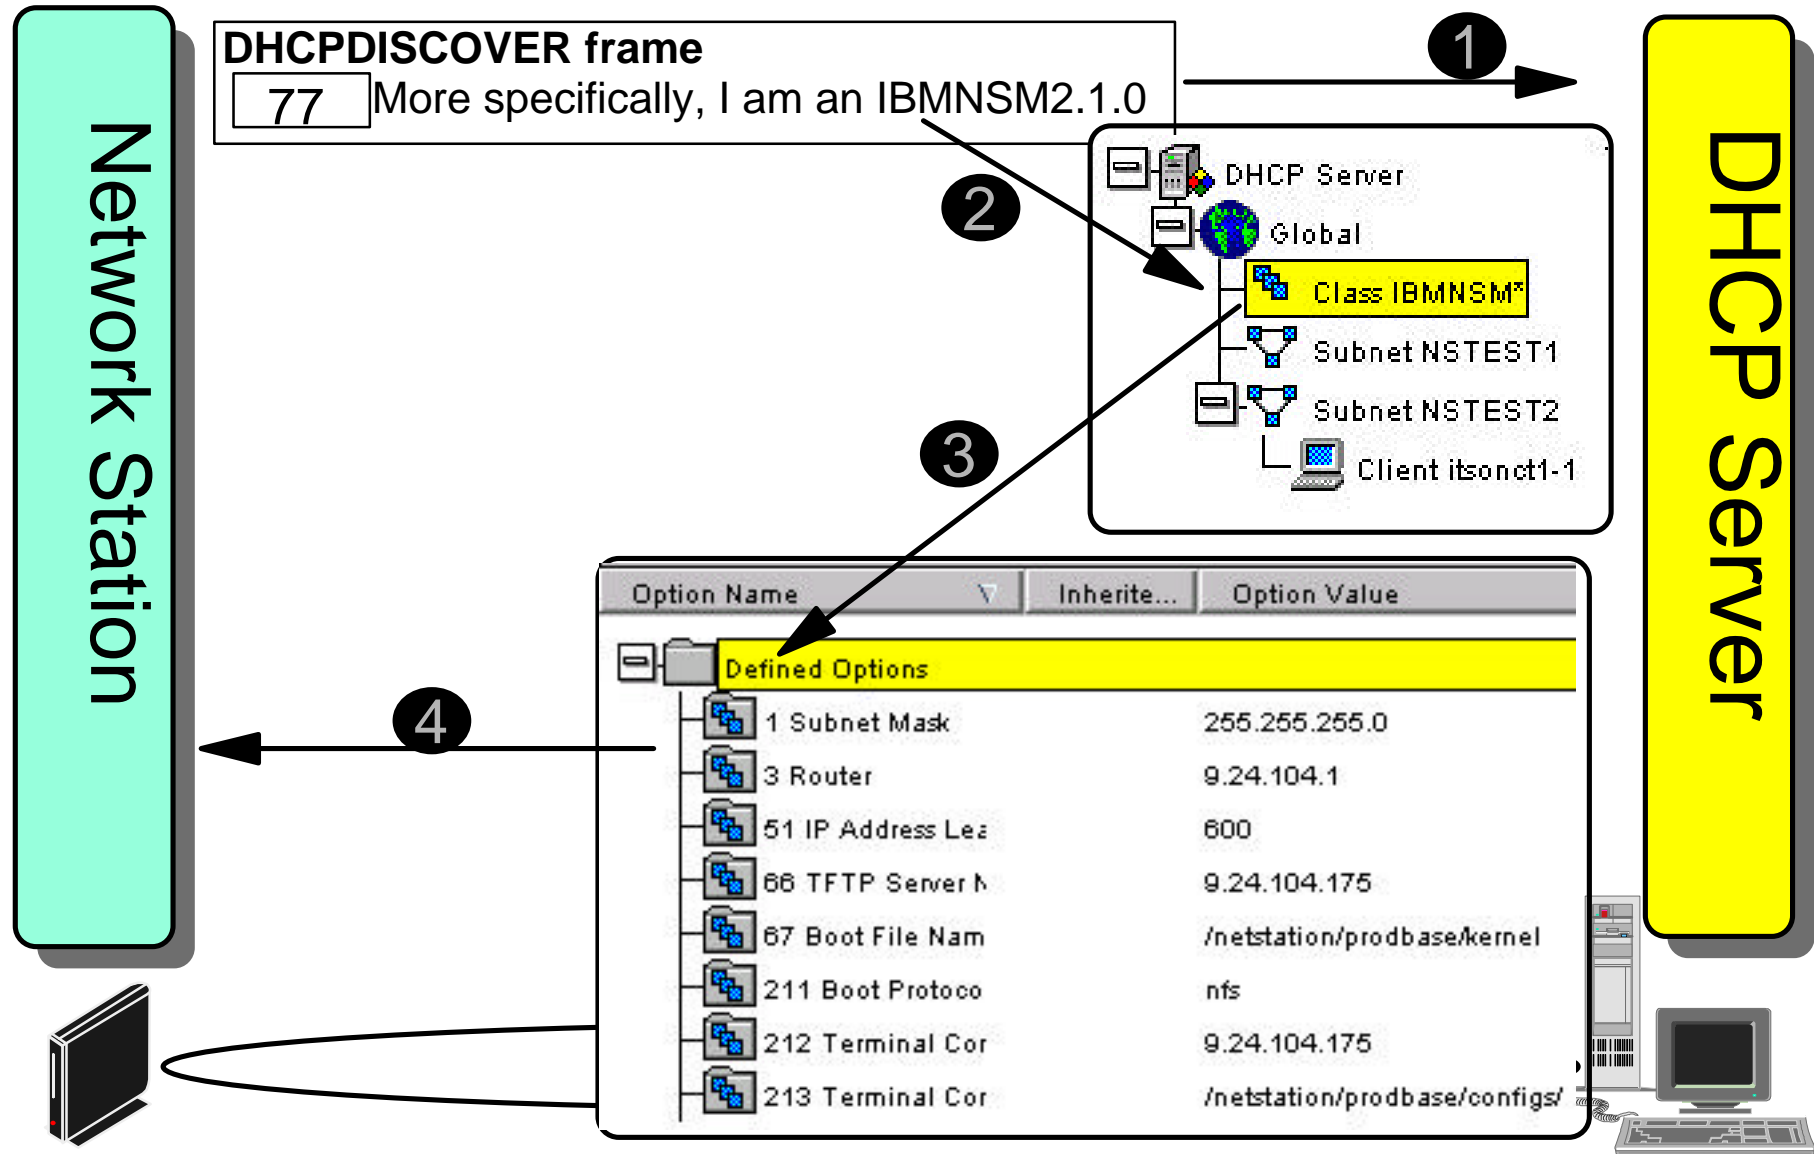 Network Station
DHCPDISCOVER frame
77 More specifically, I am an IBMNSM2.1.0
1
DHCP Server
2
DHCP Server
Global
Class IBMNSM*
Subnet NSTEST1
Subnet NSTEST2
Client itsonct1-1
3
Option Name Inherite... Option Value
Defined Options
1 Subnet Mask 255.255.255.0
3 Router 9.24.104.1
51 IP Address Lea 600
66 TFTP Server N 9.24.104.175
67 Boot File Nam /netstation/prodbase/kernel
211 Boot Protoco nfs
212 Terminal Cor 9.24.104.175
213 Terminal Cor /netstation/prodbase/configs/
4